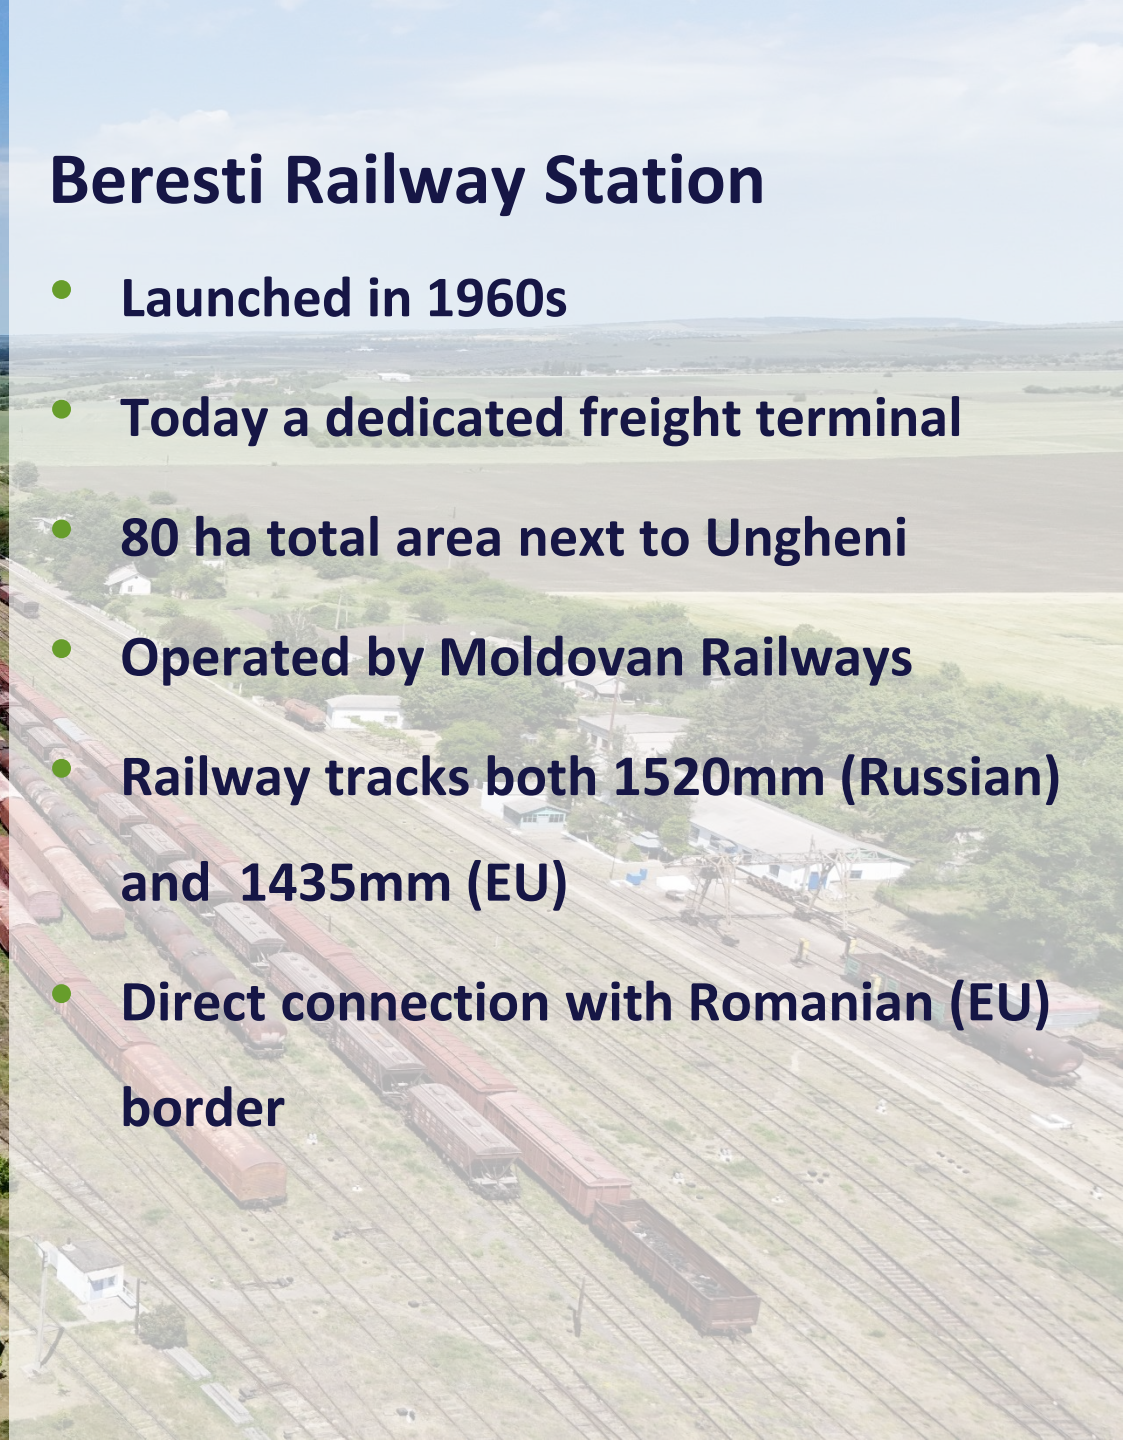 Beresti Railway Station
• Launched in 1960s
• Today a dedicated freight terminal
• 80 ha total area next to Ungheni
• Operated by Moldovan Railways
• Railway tracks both 1520mm (Russian)
and  1435mm (EU)
• Direct connection with Romanian (EU)
border